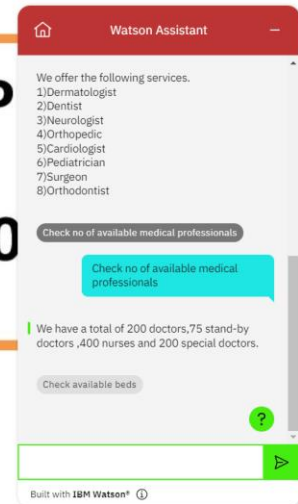 Watson Assistant
We offer the following services.
1)Dermatologist
2)Dentist
3)Neurologist
4)Orthopedic
5)Cardiologist
6)Pediatrician
7)Surgeon
8)Orthodontist
Check no of available medical professionals
Check no of available medical
professionals
We have a total of 200 doctors,75 stand-by
doctors ,400 nurses and 200 special doctors.
Check available beds
?
Built with IBM Watson®